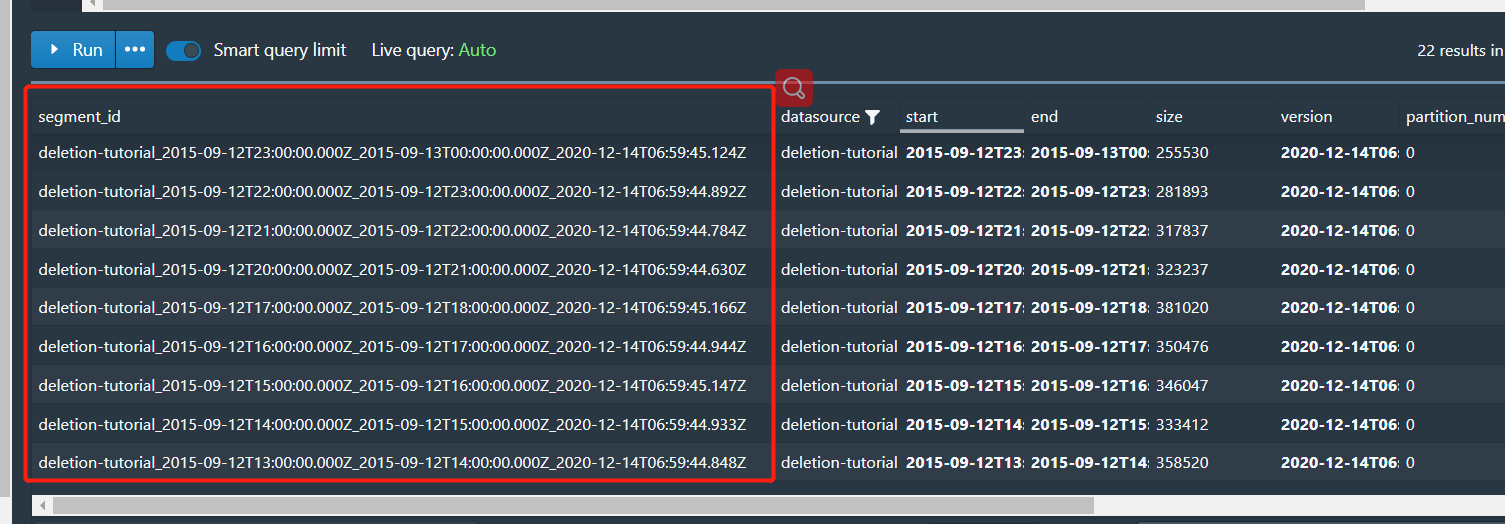 Run ••• Smart query limit Live query: Auto 22 results in
segment_id datasource start end size version partition_num
deletion-tutorial_2015-09-12T23:00:00.000Z_2015-09-13T00:00:00.000Z_2020-12-14T06:59:45.124Z deletion-tutorial 2015-09-12T23: 2015-09-13T00: 255530 2020-12-14T06: 0
deletion-tutorial_2015-09-12T22:00:00.000Z_2015-09-12T23:00:00.000Z_2020-12-14T06:59:44.892Z deletion-tutorial 2015-09-12T22: 2015-09-12T23: 281893 2020-12-14T06: 0
deletion-tutorial_2015-09-12T21:00:00.000Z_2015-09-12T22:00:00.000Z_2020-12-14T06:59:44.784Z deletion-tutorial 2015-09-12T21: 2015-09-12T22: 317837 2020-12-14T06: 0
deletion-tutorial_2015-09-12T20:00:00.000Z_2015-09-12T21:00:00.000Z_2020-12-14T06:59:44.630Z deletion-tutorial 2015-09-12T20: 2015-09-12T21: 323237 2020-12-14T06: 0
deletion-tutorial_2015-09-12T17:00:00.000Z_2015-09-12T18:00:00.000Z_2020-12-14T06:59:45.166Z deletion-tutorial 2015-09-12T17: 2015-09-12T18: 381020 2020-12-14T06: 0
deletion-tutorial_2015-09-12T16:00:00.000Z_2015-09-12T17:00:00.000Z_2020-12-14T06:59:44.944Z deletion-tutorial 2015-09-12T16: 2015-09-12T17: 350476 2020-12-14T06: 0
deletion-tutorial_2015-09-12T15:00:00.000Z_2015-09-12T16:00:00.000Z_2020-12-14T06:59:45.147Z deletion-tutorial 2015-09-12T15: 2015-09-12T16: 346047 2020-12-14T06: 0
deletion-tutorial_2015-09-12T14:00:00.000Z_2015-09-12T15:00:00.000Z_2020-12-14T06:59:44.933Z deletion-tutorial 2015-09-12T14: 2015-09-12T15: 333412 2020-12-14T06: 0
deletion-tutorial_2015-09-12T13:00:00.000Z_2015-09-12T14:00:00.000Z_2020-12-14T06:59:44.848Z deletion-tutorial 2015-09-12T13: 2015-09-12T14: 358520 2020-12-14T06: 0